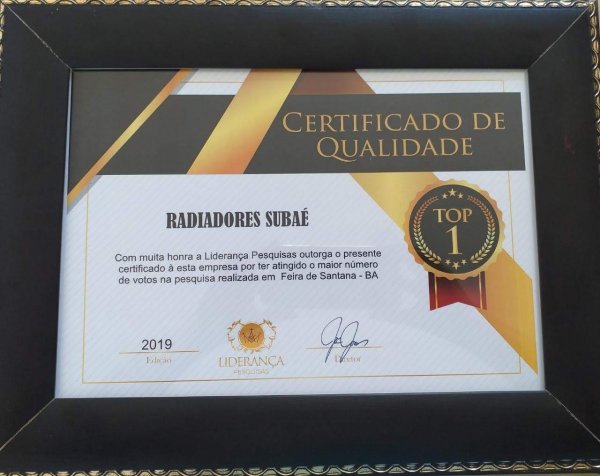 CERTIFICADO DE
QUALIDADE
RADIADORES SUBAÉ
TOP
1
Com muita honra a Liderança Pesquisas outorga o presente
certificado à esta empresa por ter atingido o maior número
de votos na pesquisa realizada em Feira de Santana - BA
2019
Edição
LIDERANÇA
PESQUISAS
Diretor